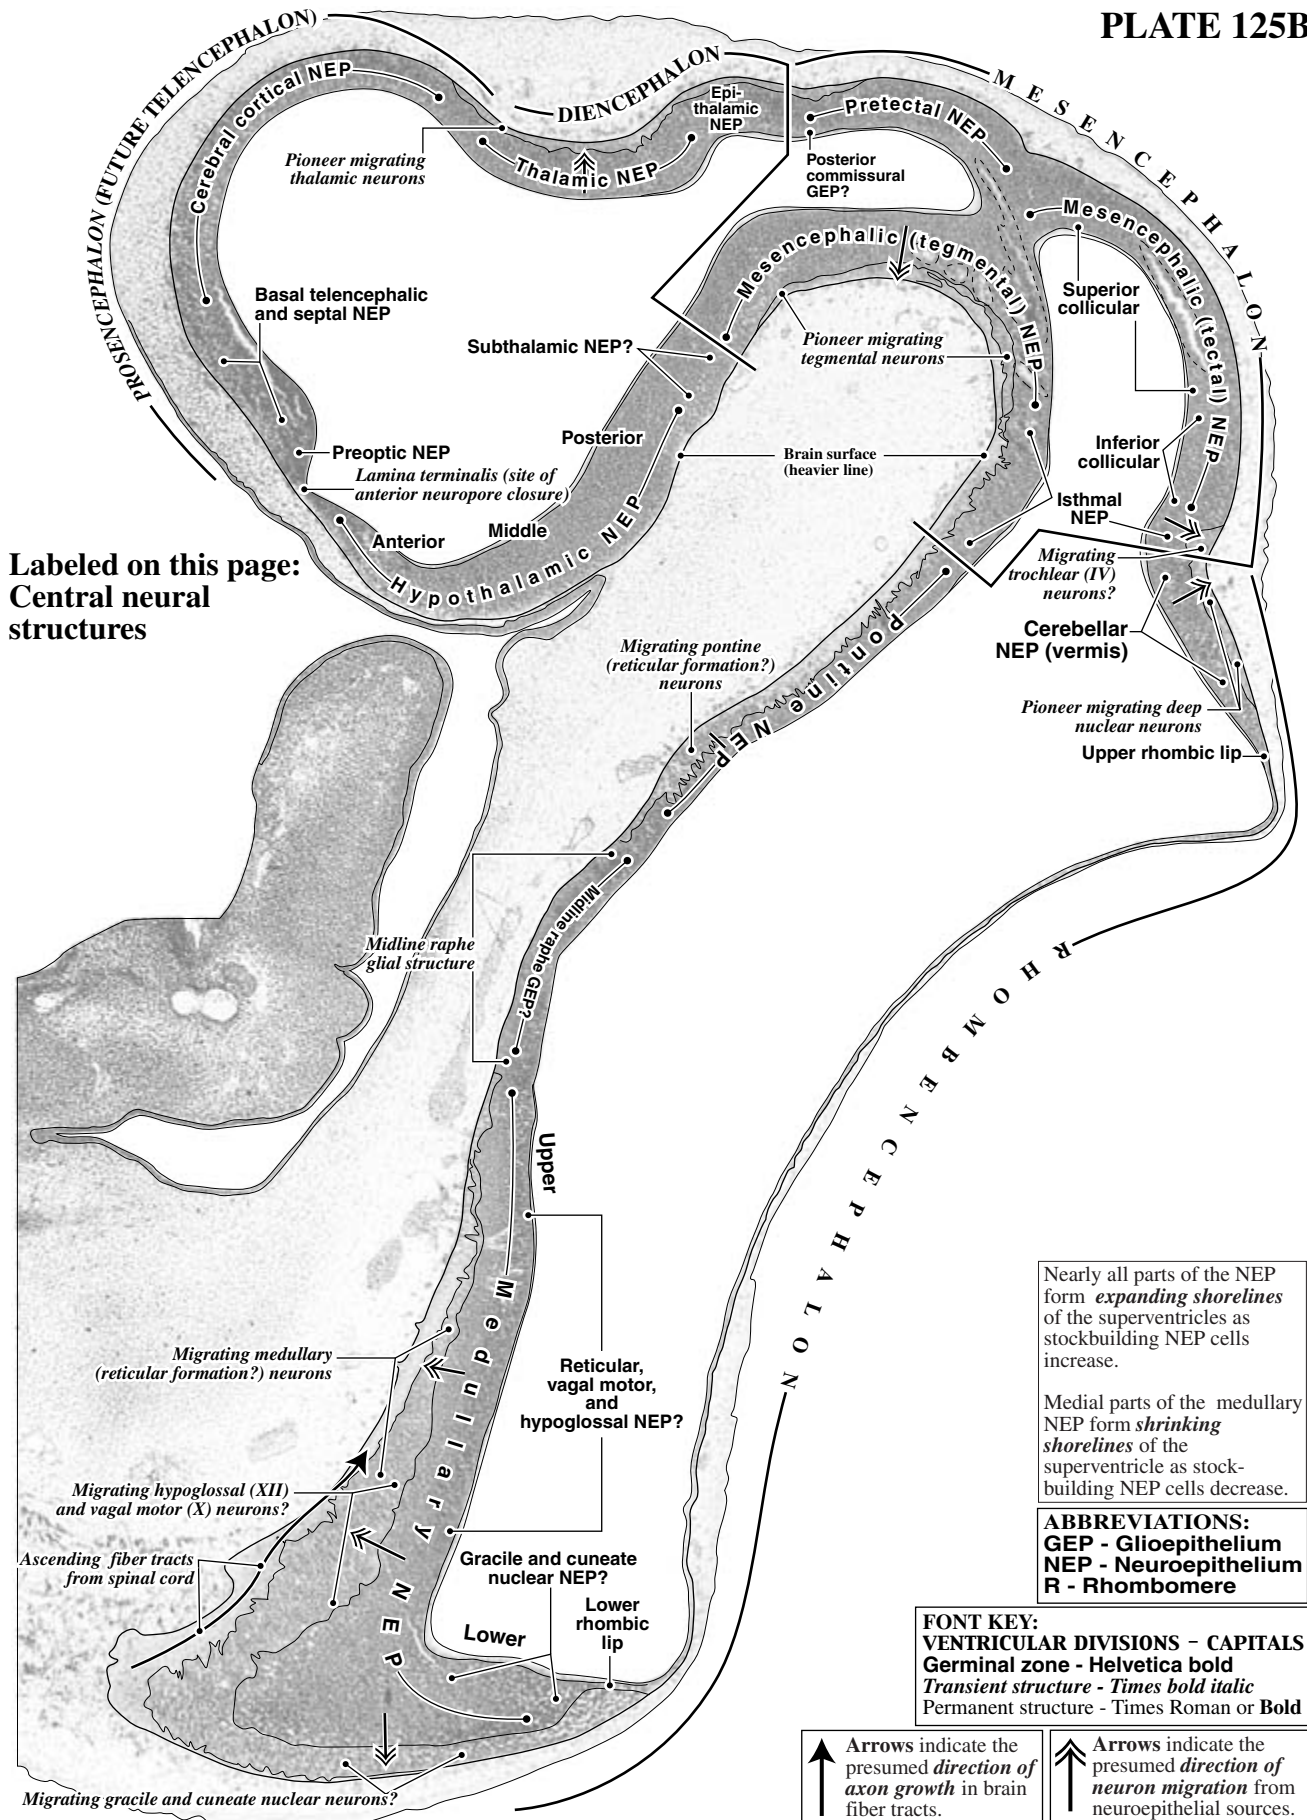 PLATE 125B
PROSENCEPHALON (FUTURE TELENCEPHALON)
DIENCEPHALON
MESENCEPHALON
RHOMBENCEPHALON
Cerebral cortical NEP
Pioneer migrating
thalamic neurons
Thalamic NEP
Epi-
thalamic
NEP
Pretectal NEP
Posterior
commissural
GEP?
Mesencephalic (tegmental) NEP
Mesencephalic (tectal) NEP
Basal telencephalic
and septal NEP
Superior
collicular
Subthalamic NEP?
Pioneer migrating
tegmental neurons
Preoptic NEP
Lamina terminalis (site of
anterior neuropore closure)
Posterior
Brain surface
(heavier line)
Inferior
collicular
Isthmal
NEP
Anterior
Middle
Hypothalamic NEP
Labeled on this page:
Central neural
structures
Migrating
trochlear (IV)
neurons?
Cerebellar
NEP (vermis)
Pioneer migrating deep
nuclear neurons
Upper rhombic lip
Migrating pontine
(reticular formation?)
neurons
Pontine NEP
Midline raphe
glial structure
Midline raphe GEP?
Upper
Medullary NEP
Migrating medullary
(reticular formation?) neurons
Reticular,
vagal motor,
and
hypoglossal NEP?
Migrating hypoglossal (XII)
and vagal motor (X) neurons?
Ascending fiber tracts
from spinal cord
Gracile and cuneate
nuclear NEP?
Lower
rhombic
lip
Lower
Migrating gracile and cuneate nuclear neurons?
Nearly all parts of the NEP
form expanding shorelines
of the superventricles as
stockbuilding NEP cells
increase.
Medial parts of the medullary
NEP form shrinking
shorelines of the
superventricle as stock-
building NEP cells decrease.
ABBREVIATIONS:
GEP - Glioepithelium
NEP - Neuroepithelium
R - Rhombomere
FONT KEY:
VENTRICULAR DIVISIONS - CAPITALS
Germinal zone - Helvetica bold
Transient structure - Times bold italic
Permanent structure - Times Roman or Bold
Arrows indicate the
presumed direction of
axon growth in brain
fiber tracts.
Arrows indicate the
presumed direction of
neuron migration from
neuroepithelial sources.